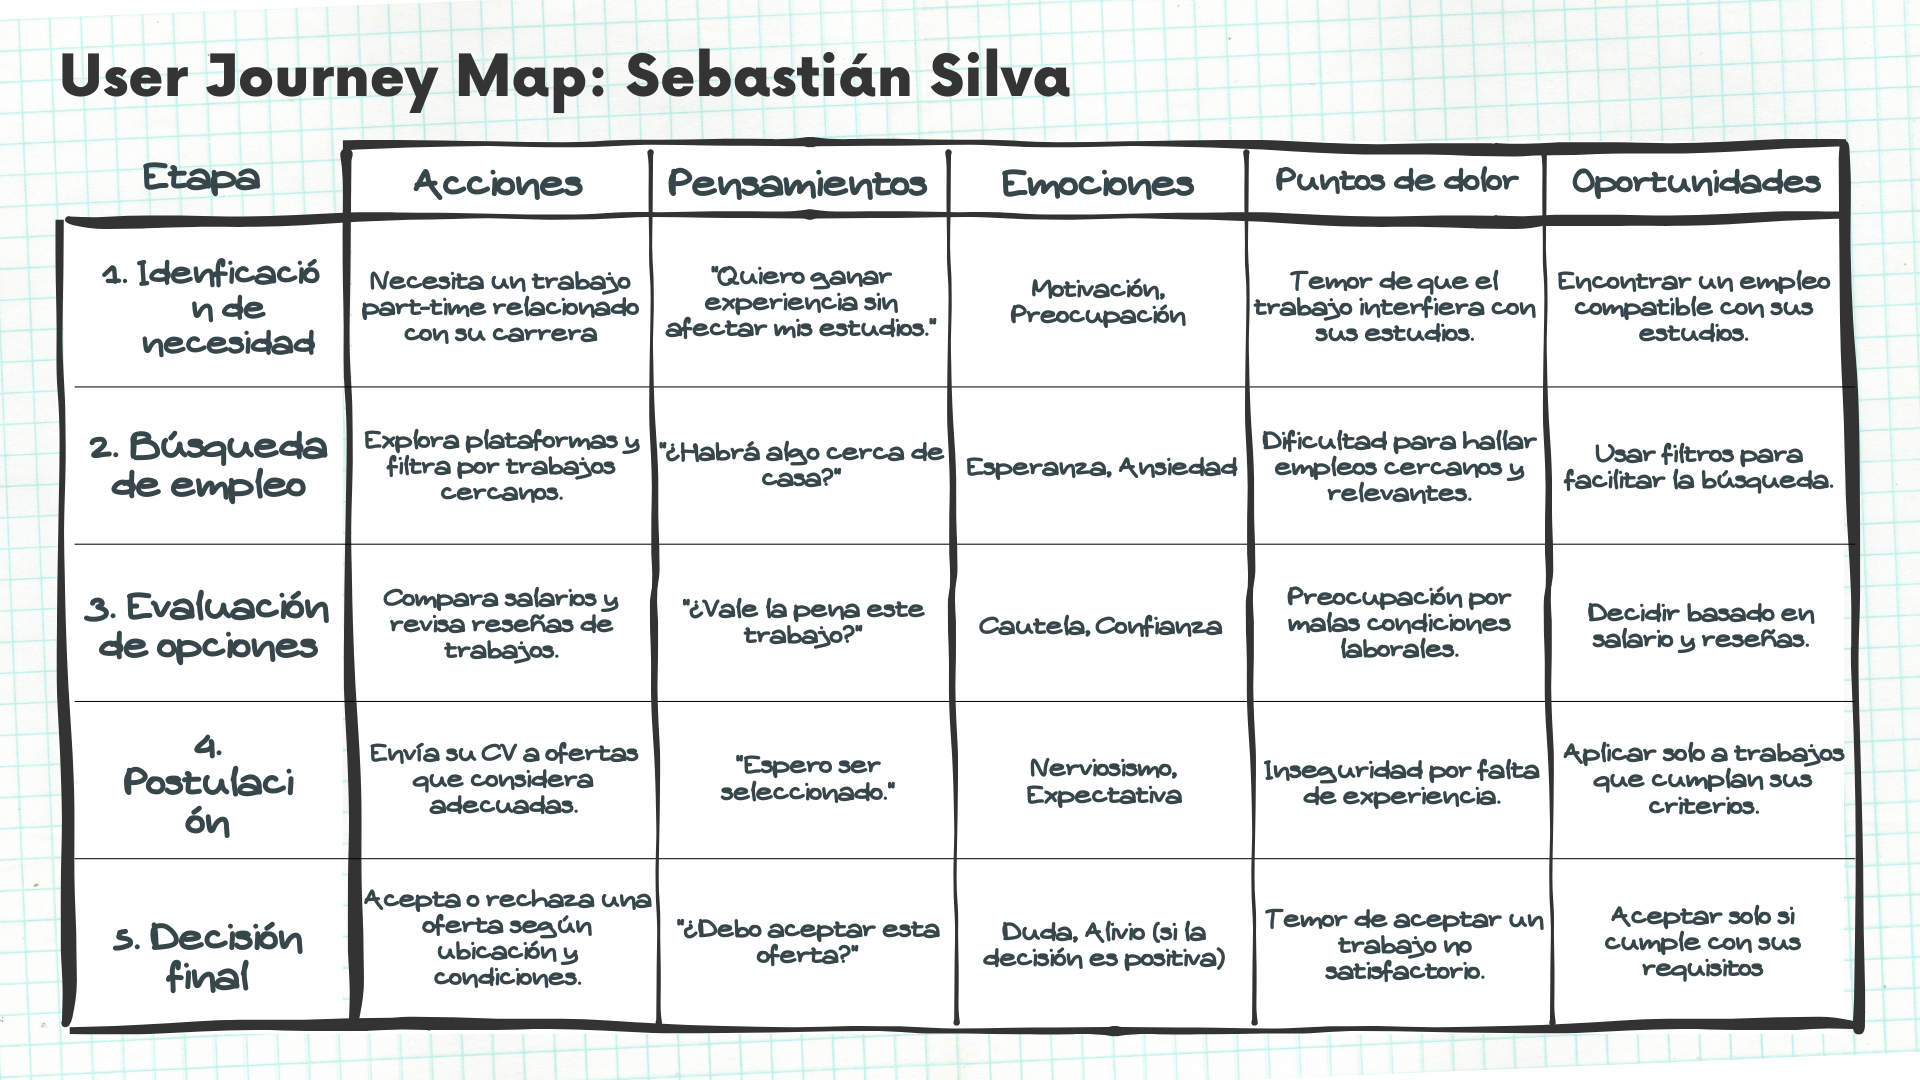 User Journey Map: Sebastián Silva
Etapa
Acciones
Pensamientos
Emociones
Puntos de dolor
Oportunidades
1. Idenficació
n de
necesidad
Necesita un trabajo
part-time relacionado
con su carrera
"Quiero ganar
experiencia sin
afectar mis estudios."
Motivación,
Preocupación
Temor de que el
trabajo interfiera con
sus estudios.
Encontrar un empleo
compatible con sus
estudios.
2. Búsqueda
de empleo
Explora plataformas y
filtra por trabajos
cercanos.
"¿Habrá algo cerca de
casa?"
Esperanza, Ansiedad
Dificultad para hallar
empleos cercanos y
relevantes.
Usar filtros para
facilitar la búsqueda.
3. Evaluación
de opciones
Compara salarios y
revisa reseñas de
trabajos.
"¿Vale la pena este
trabajo?"
Cautela, Confianza
Preocupación por
malas condiciones
laborales.
Decidir basado en
salario y reseñas.
4.
Postulaci
ón
Envía su CV a ofertas
que considera
adecuadas.
"Espero ser
seleccionado."
Nerviosismo,
Expectativa
Inseguridad por falta
de experiencia.
Aplicar solo a trabajos
que cumplan sus
criterios.
5. Decisión
final
Acepta o rechaza una
oferta según
ubicación y
condiciones.
"¿Debo aceptar esta
oferta?"
Duda, Alivio (si la
decisión es positiva)
Temor de aceptar un
trabajo no
satisfactorio.
Aceptar solo si
cumple con sus
requisitos